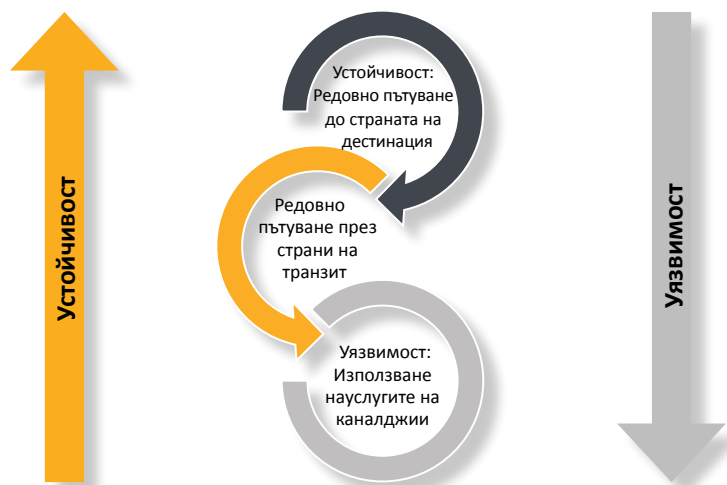 Устойчивост
Устойчивост:
Редовно пътуване
до страната на
дестинация
Редовно
пътуване през
страни на
транзит
Уязвимост:
Използване
науслугите на
каналджии
Уязвимост